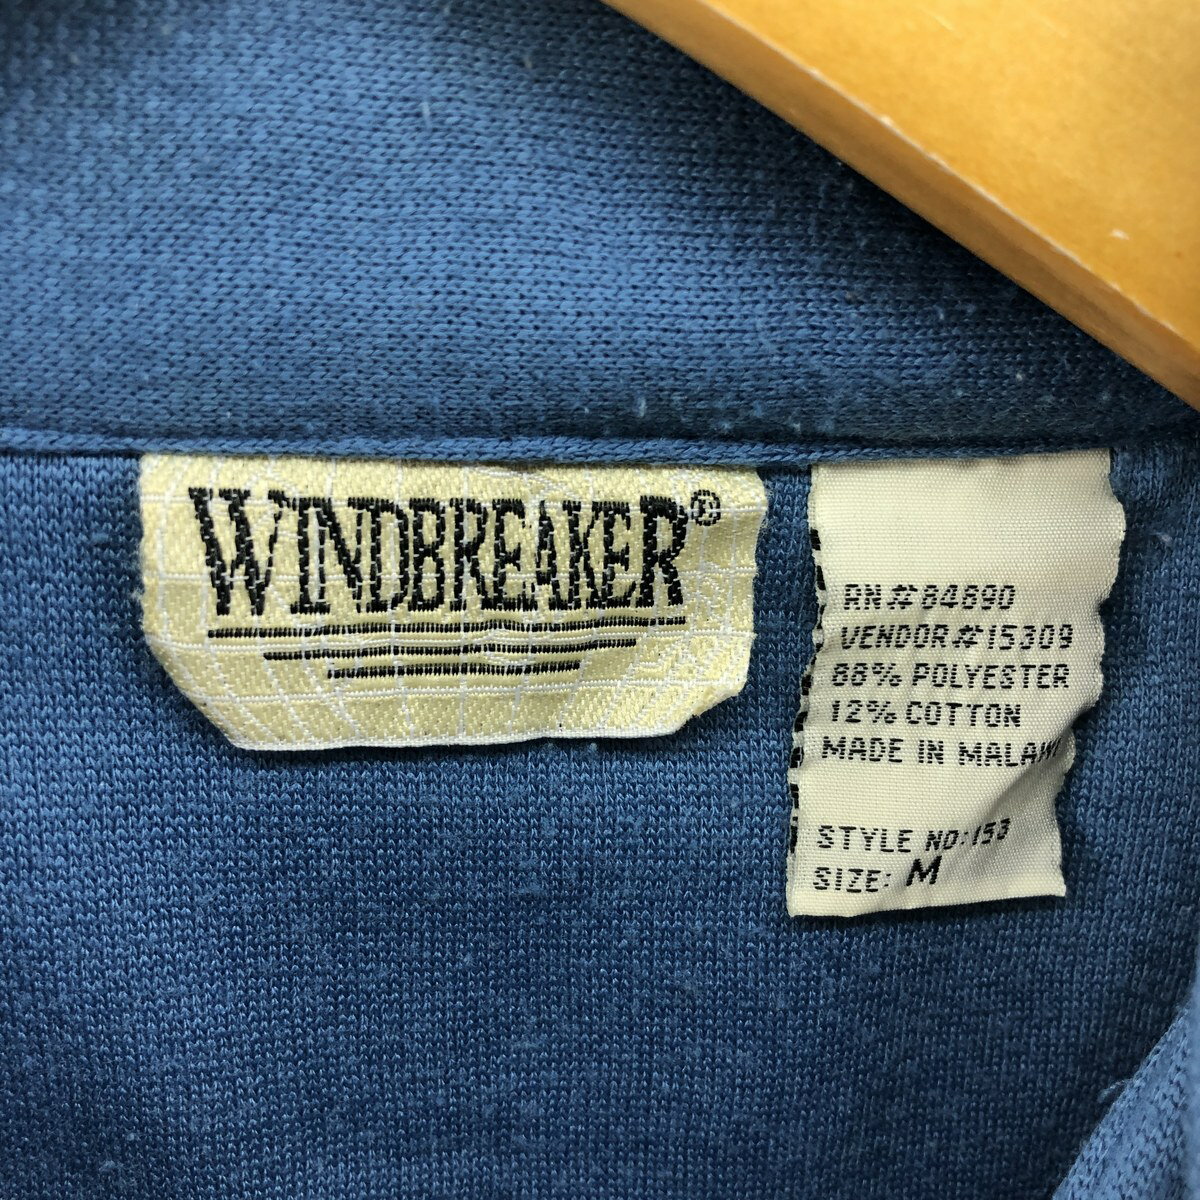 WINDBREAKER®
RN#84890
VENDOR#15309
88% POLYESTER
12% COTTON
MADE IN MALAWI
STYLE NO: 153
SIZE: M